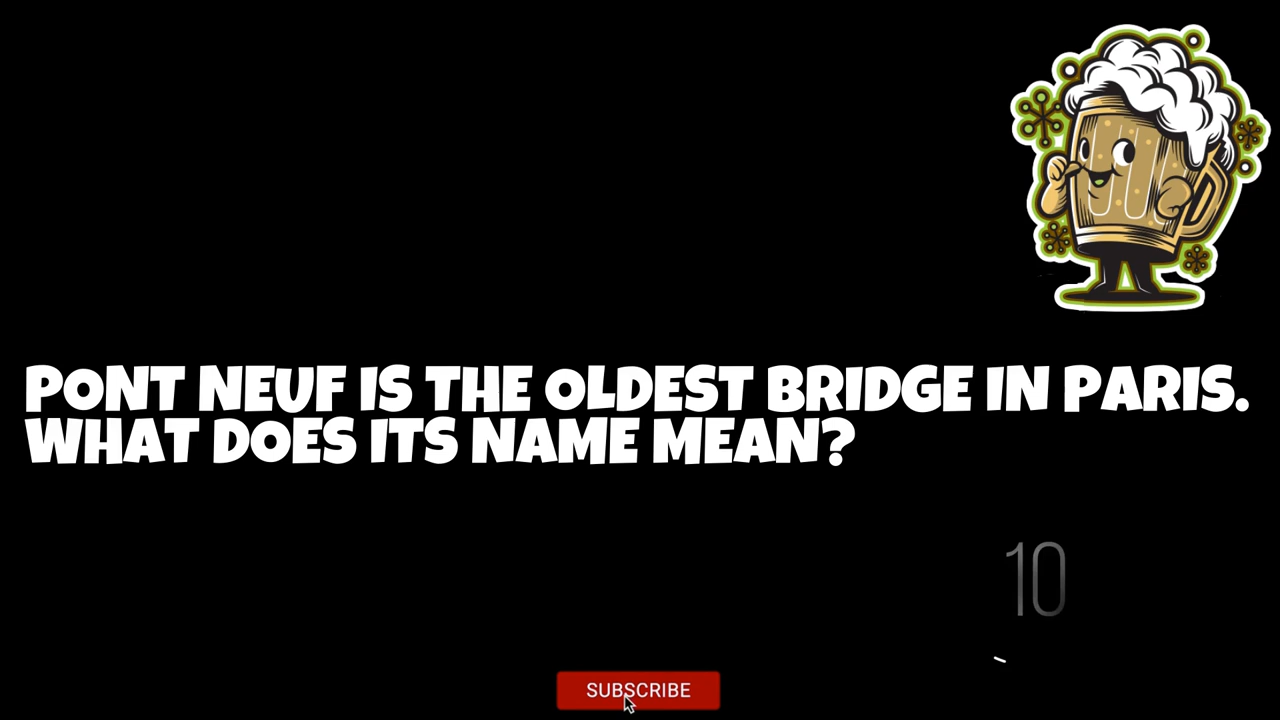 PONT NEUF IS THE OLDEST BRIDGE IN PARIS.
WHAT DOES ITS NAME MEAN?
10
SUBSCRIBE